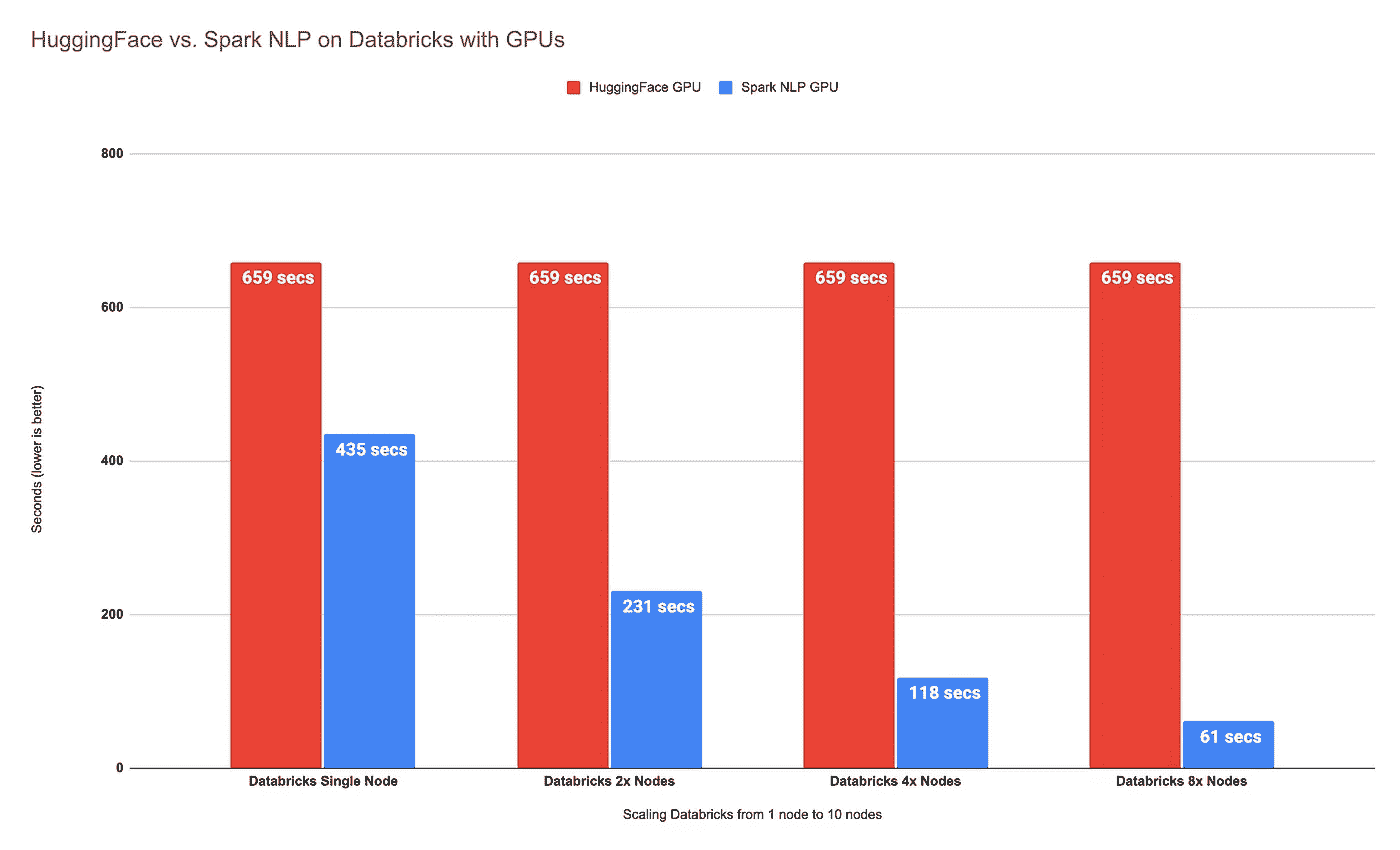 HuggingFace vs. Spark NLP on Databricks with GPUs
HuggingFace GPU Spark NLP GPU
800
600
400
200
0
Seconds (lower is better)
659 secs
435 secs
659 secs
231 secs
659 secs
118 secs
659 secs
61 secs
Databricks Single Node
Databricks 2x Nodes
Databricks 4x Nodes
Databricks 8x Nodes
Scaling Databricks from 1 node to 10 nodes